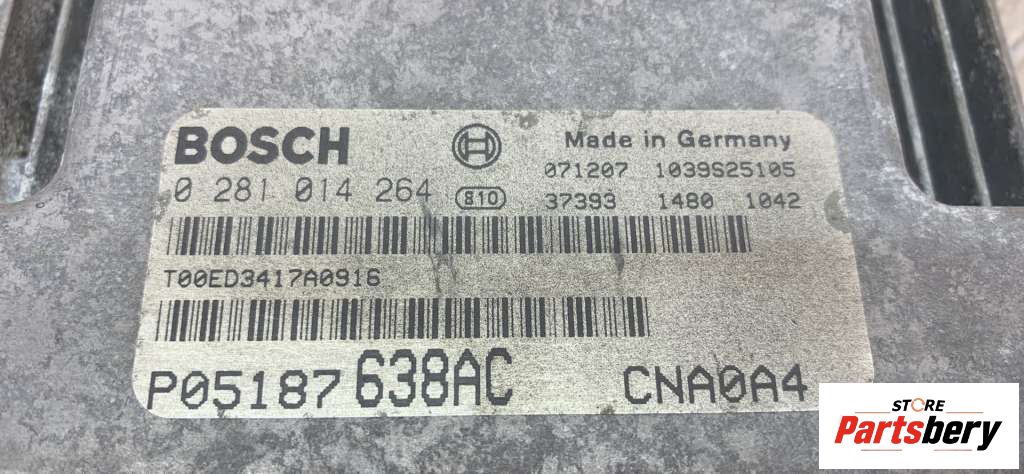 BOSCH
Made in Germany
0 281 014 264
810
071207 1039S25105
37393 1480 1042
T00ED3417A0916
P05187 638AC CNA0A4
STORE
Partsbery